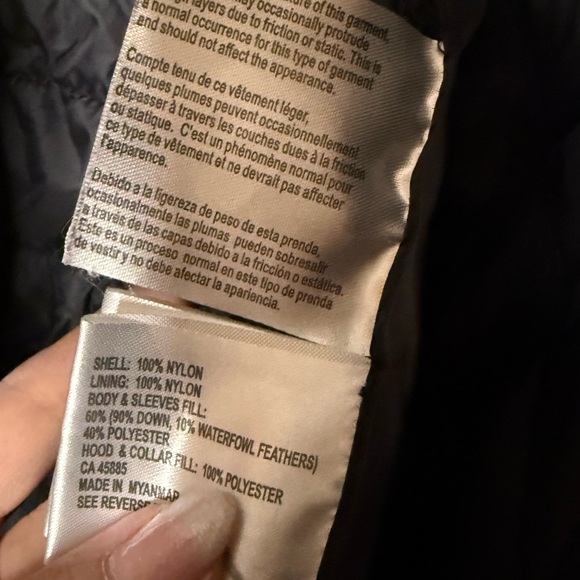 ure of this garment,
may occasionally protrude
layers due to friction or static. This is
a normal occurrence for this type of garment
and should not affect the appearance.
Compte tenu de ce vêtement léger,
quelques plumes peuvent occasionnellement
dépasser à travers les couches dues à la friction
ou statique. C'est un phénomène normal pour
ce type de vêtement et ne devrait pas affecter
l'apparence.
Debido a la ligereza de peso de esta prenda,
ocasionalmente las plumas pueden sobresalir
a través de las capas debido a la fricción o estática.
Este es un proceso normal en este tipo de prenda
de vestir y no debe afectar la apariencia.
SHELL: 100% NYLON
LINING: 100% NYLON
BODY & SLEEVES FILL:
60% (90% DOWN, 10% WATERFOWL FEATHERS)
40% POLYESTER
HOOD & COLLAR FILL: 100% POLYESTER
CA 45885
MADE IN MYANMAR
SEE REVERSE